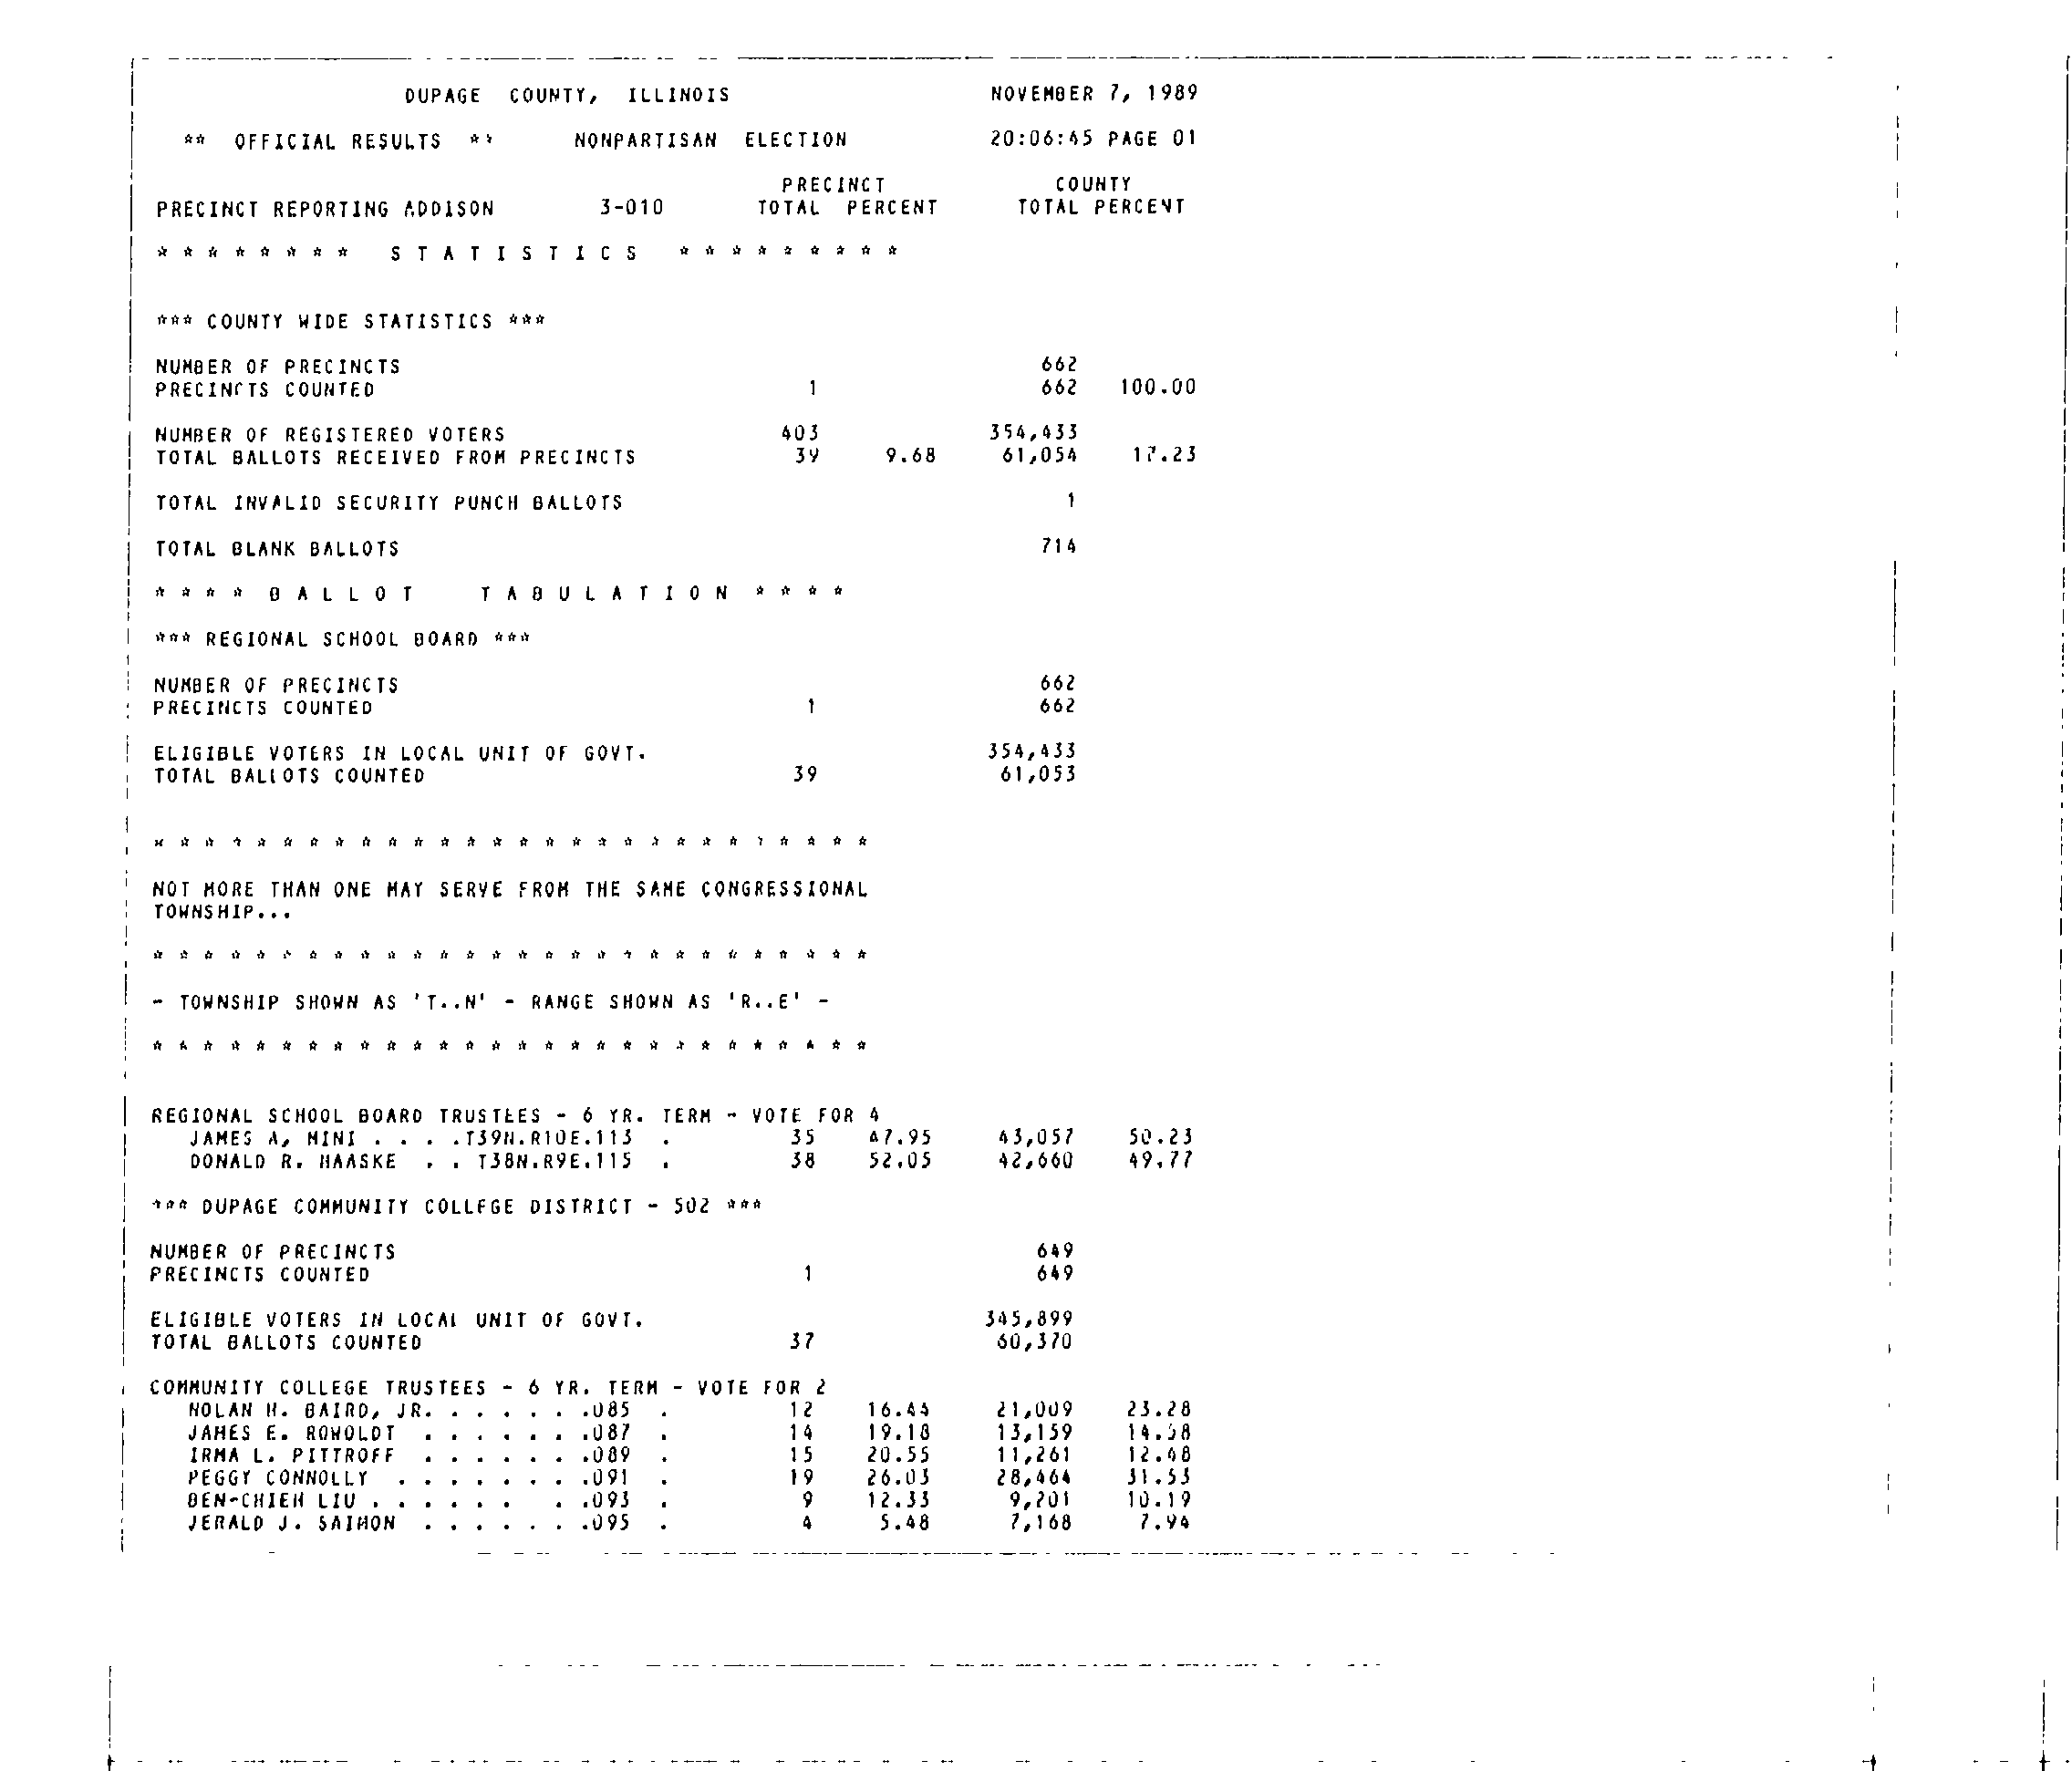 DUPAGE COUNTY, ILLINOIS NOVEMBER 7, 1989
** OFFICIAL RESULTS ** NONPARTISAN ELECTION 20:06:45 PAGE 01
PRECINCT COUNTY
PRECINCT REPORTING ADDISON 3-010 TOTAL PERCENT TOTAL PERCENT
* * * * * * * * S T A T I S T I C S * * * * * * * * *
*** COUNTY WIDE STATISTICS ***
NUMBER OF PRECINCTS 662
PRECINCTS COUNTED 1 662 100.00
NUMBER OF REGISTERED VOTERS 403 354,433
TOTAL BALLOTS RECEIVED FROM PRECINCTS 39 9.68 61,054 17.23
TOTAL INVALID SECURITY PUNCH BALLOTS 1
TOTAL BLANK BALLOTS 714
* * * * B A L L O T T A B U L A T I O N * * * *
*** REGIONAL SCHOOL BOARD ***
NUMBER OF PRECINCTS 662
PRECINCTS COUNTED 1 662
ELIGIBLE VOTERS IN LOCAL UNIT OF GOVT. 354,433
TOTAL BALLOTS COUNTED 39 61,053
* * * * * * * * * * * * * * * * * * * * * * * * * * * *
NOT MORE THAN ONE MAY SERVE FROM THE SAME CONGRESSIONAL
TOWNSHIP...
* * * * * * * * * * * * * * * * * * * * * * * * * * * *
- TOWNSHIP SHOWN AS 'T..N' - RANGE SHOWN AS 'R..E' -
* * * * * * * * * * * * * * * * * * * * * * * * * * * *
REGIONAL SCHOOL BOARD TRUSTEES - 6 YR. TERM - VOTE FOR 4
JAMES A, MINI . . . .T39N.R10E.113 . 35 47.95 43,057 50.23
DONALD R. HAASKE . . T38N.R9E.115 . 38 52.05 42,660 49.77
*** DUPAGE COMMUNITY COLLEGE DISTRICT - 502 ***
NUMBER OF PRECINCTS 649
PRECINCTS COUNTED 1 649
ELIGIBLE VOTERS IN LOCAL UNIT OF GOVT. 345,899
TOTAL BALLOTS COUNTED 37 60,370
COMMUNITY COLLEGE TRUSTEES - 6 YR. TERM - VOTE FOR 2
NOLAN H. BAIRD, JR. . . . . . .085 . 12 16.44 21,009 23.28
JAMES E. ROWOLDT . . . . . . .087 . 14 19.18 13,159 14.58
IRMA L. PITTROFF . . . . . . .089 . 15 20.55 11,261 12.48
PEGGY CONNOLLY . . . . . . . .091 . 19 26.03 28,464 31.53
BEN-CHIEH LIU . . . . . . . . .093 . 9 12.33 9,201 10.19
JERALD J. SAIMON . . . . . . .095 . 4 5.48 7,168 7.94